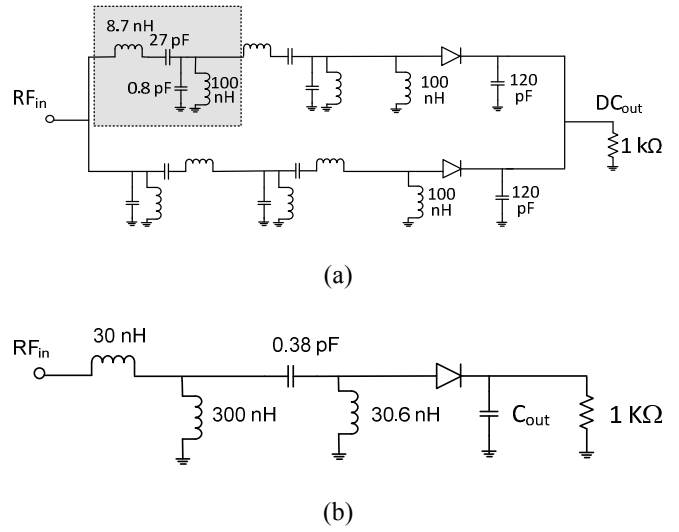 8.7 nH
27 pF
0.8 pF
100 nH
100 nH
120 pF
RFin
DCout
1 kΩ
100 nH
120 pF
(a)
30 nH
0.38 pF
RFin
300 nH
30.6 nH
Cout
1 KΩ
(b)